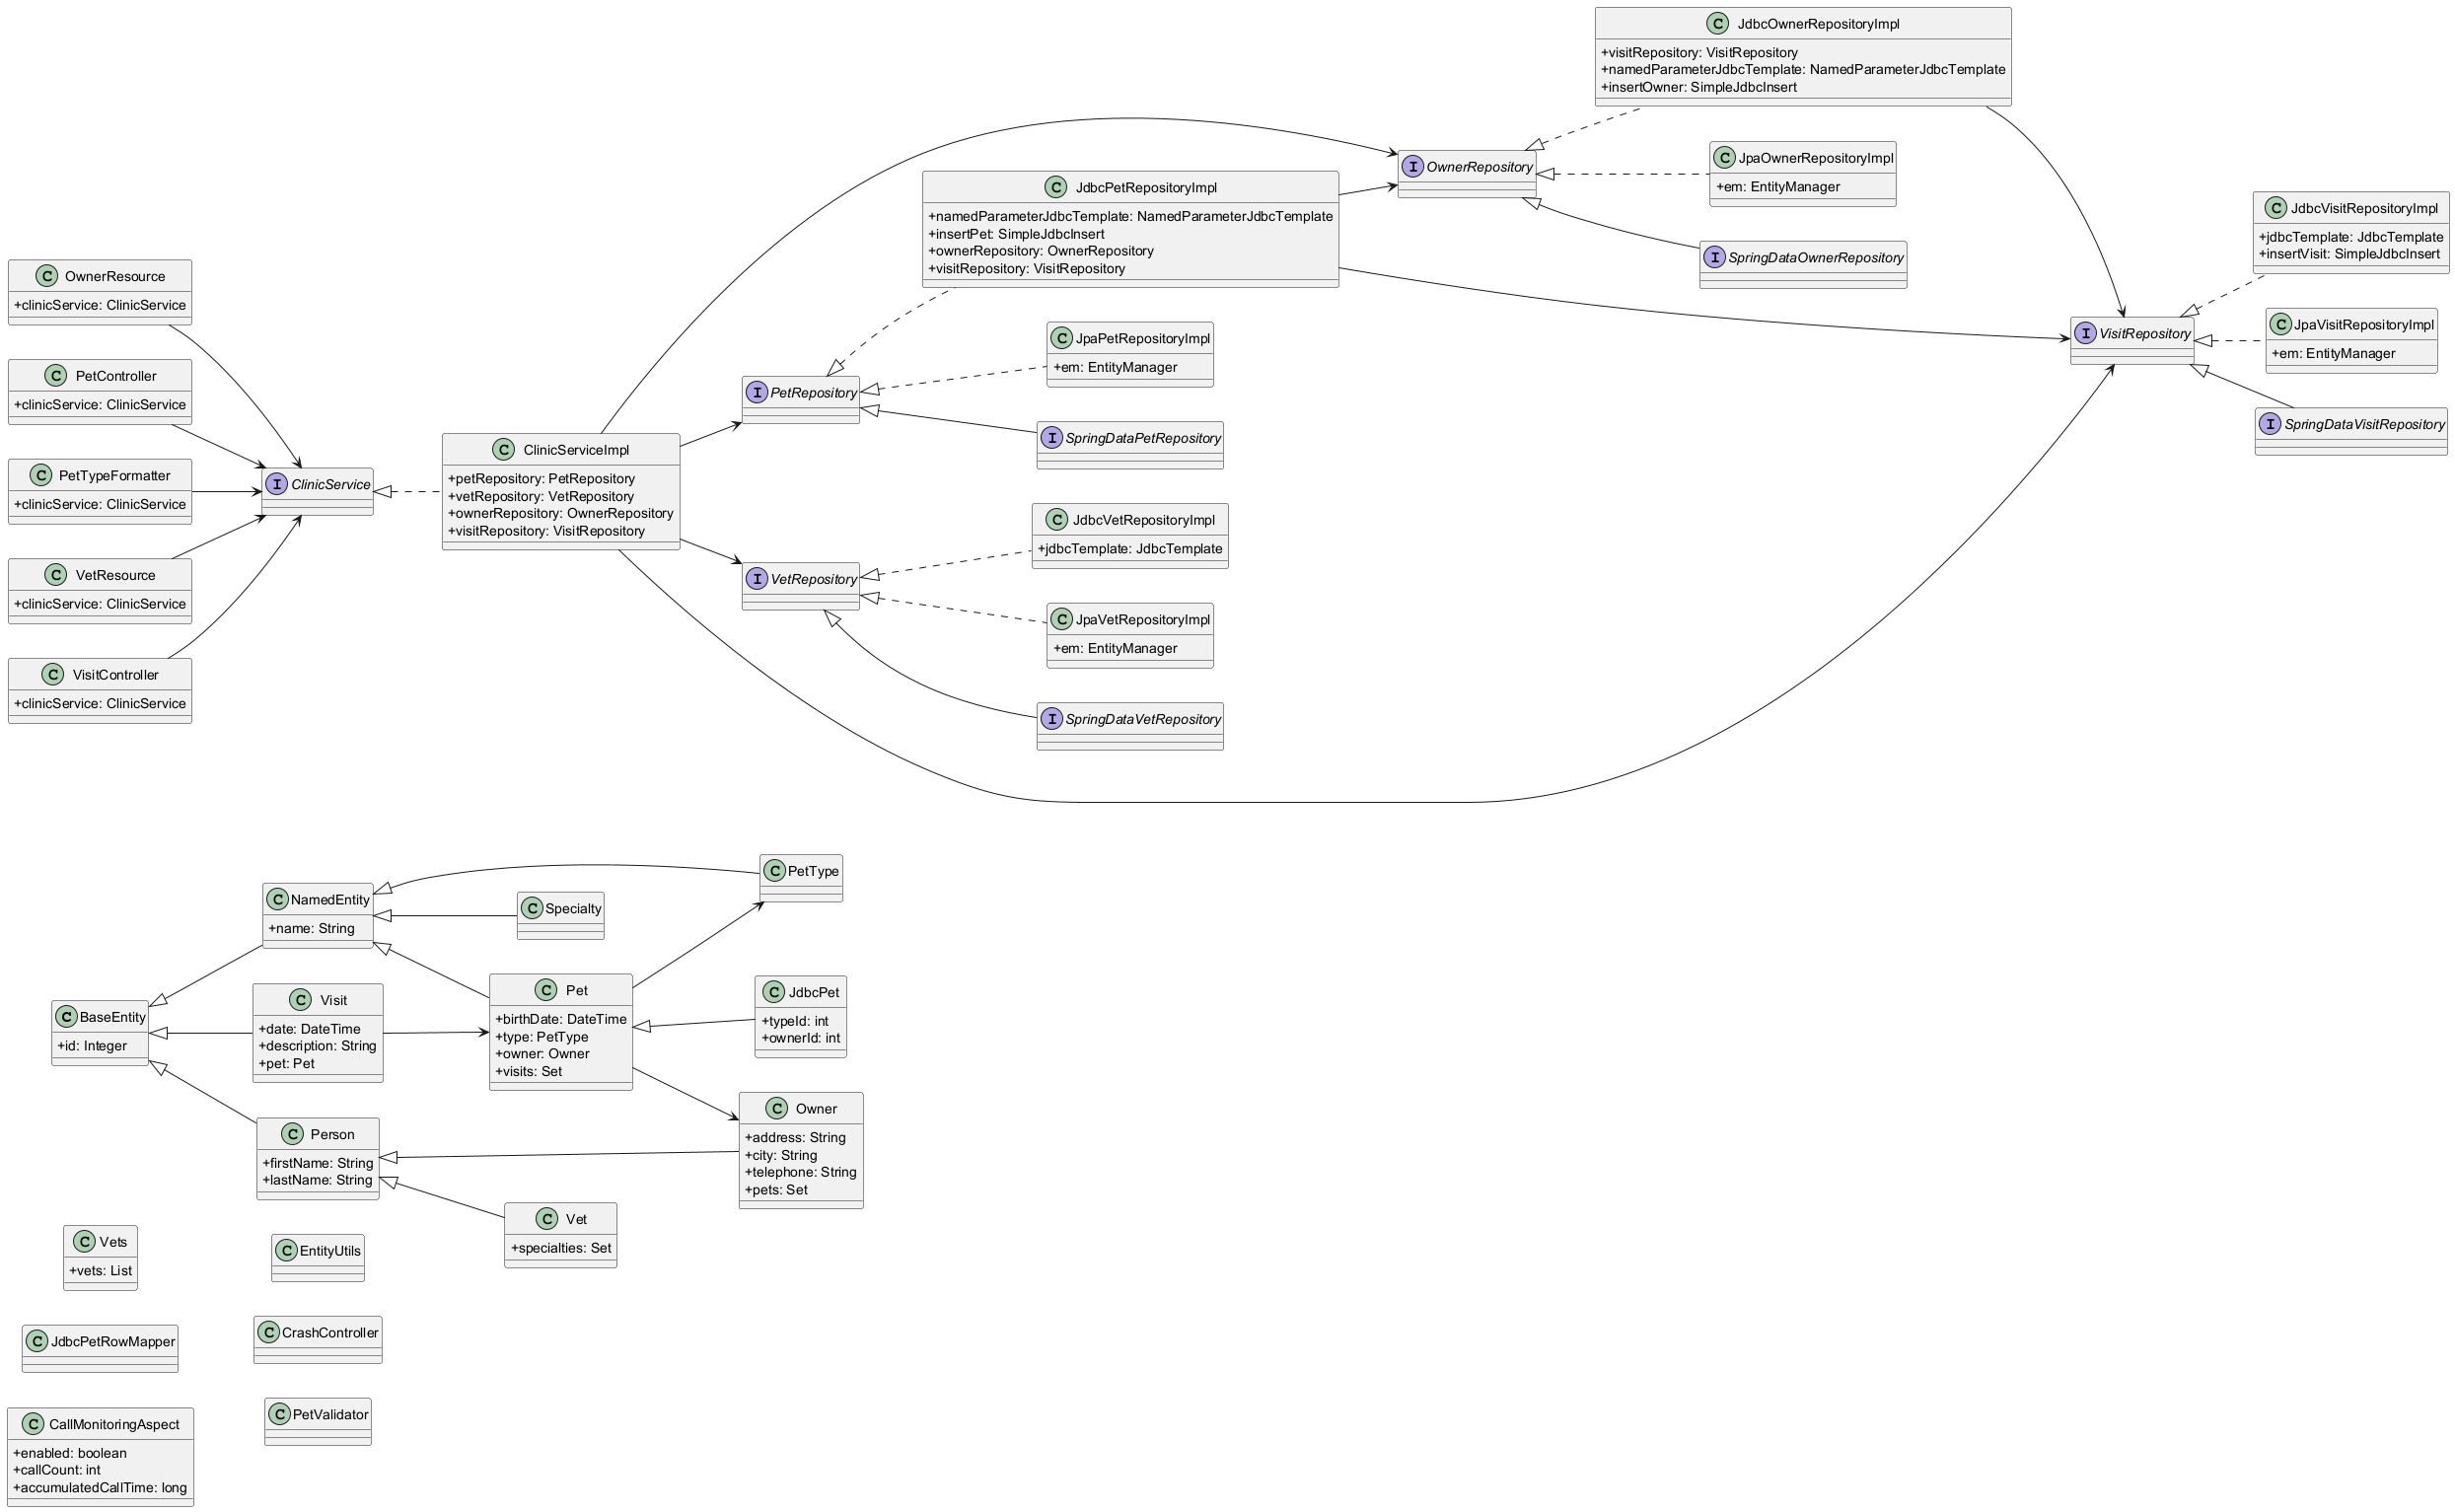 JdbcOwnerRepositoryImpl
+visitRepository: VisitRepository
+namedParameterJdbcTemplate: NamedParameterJdbcTemplate
+insertOwner: SimpleJdbcInsert
OwnerRepository
JpaOwnerRepositoryImpl
+em: EntityManager
SpringDataOwnerRepository
JdbcPetRepositoryImpl
+namedParameterJdbcTemplate: NamedParameterJdbcTemplate
+insertPet: SimpleJdbcInsert
+ownerRepository: OwnerRepository
+visitRepository: VisitRepository
JdbcVisitRepositoryImpl
+jdbcTemplate: JdbcTemplate
+insertVisit: SimpleJdbcInsert
VisitRepository
JpaVisitRepositoryImpl
+em: EntityManager
SpringDataVisitRepository
OwnerResource
+clinicService: ClinicService
PetController
+clinicService: ClinicService
PetTypeFormatter
+clinicService: ClinicService
VetResource
+clinicService: ClinicService
VisitController
+clinicService: ClinicService
ClinicService
ClinicServiceImpl
+petRepository: PetRepository
+vetRepository: VetRepository
+ownerRepository: OwnerRepository
+visitRepository: VisitRepository
PetRepository
JpaPetRepositoryImpl
+em: EntityManager
SpringDataPetRepository
VetRepository
JdbcVetRepositoryImpl
+jdbcTemplate: JdbcTemplate
JpaVetRepositoryImpl
+em: EntityManager
SpringDataVetRepository
PetType
NamedEntity
+name: String
Specialty
BaseEntity
+id: Integer
Visit
+date: DateTime
+description: String
+pet: Pet
Pet
+birthDate: DateTime
+type: PetType
+owner: Owner
+visits: Set
JdbcPet
+typeId: int
+ownerId: int
Person
+firstName: String
+lastName: String
Owner
+address: String
+city: String
+telephone: String
+pets: Set
Vet
+specialties: Set
Vets
+vets: List
EntityUtils
JdbcPetRowMapper
CrashController
CallMonitoringAspect
+enabled: boolean
+callCount: int
+accumulatedCallTime: long
PetValidator